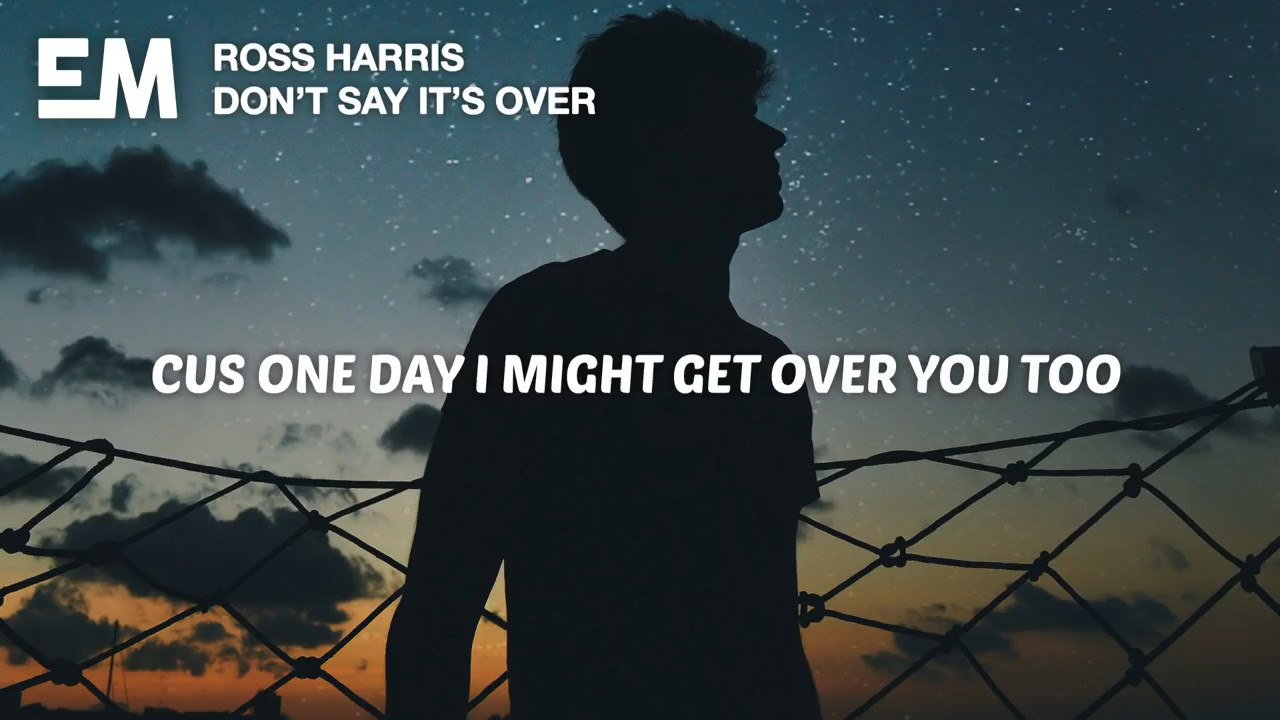 EM
ROSS HARRIS
DON'T SAY IT'S OVER
CUS ONE DAY I MIGHT GET OVER YOU TOO